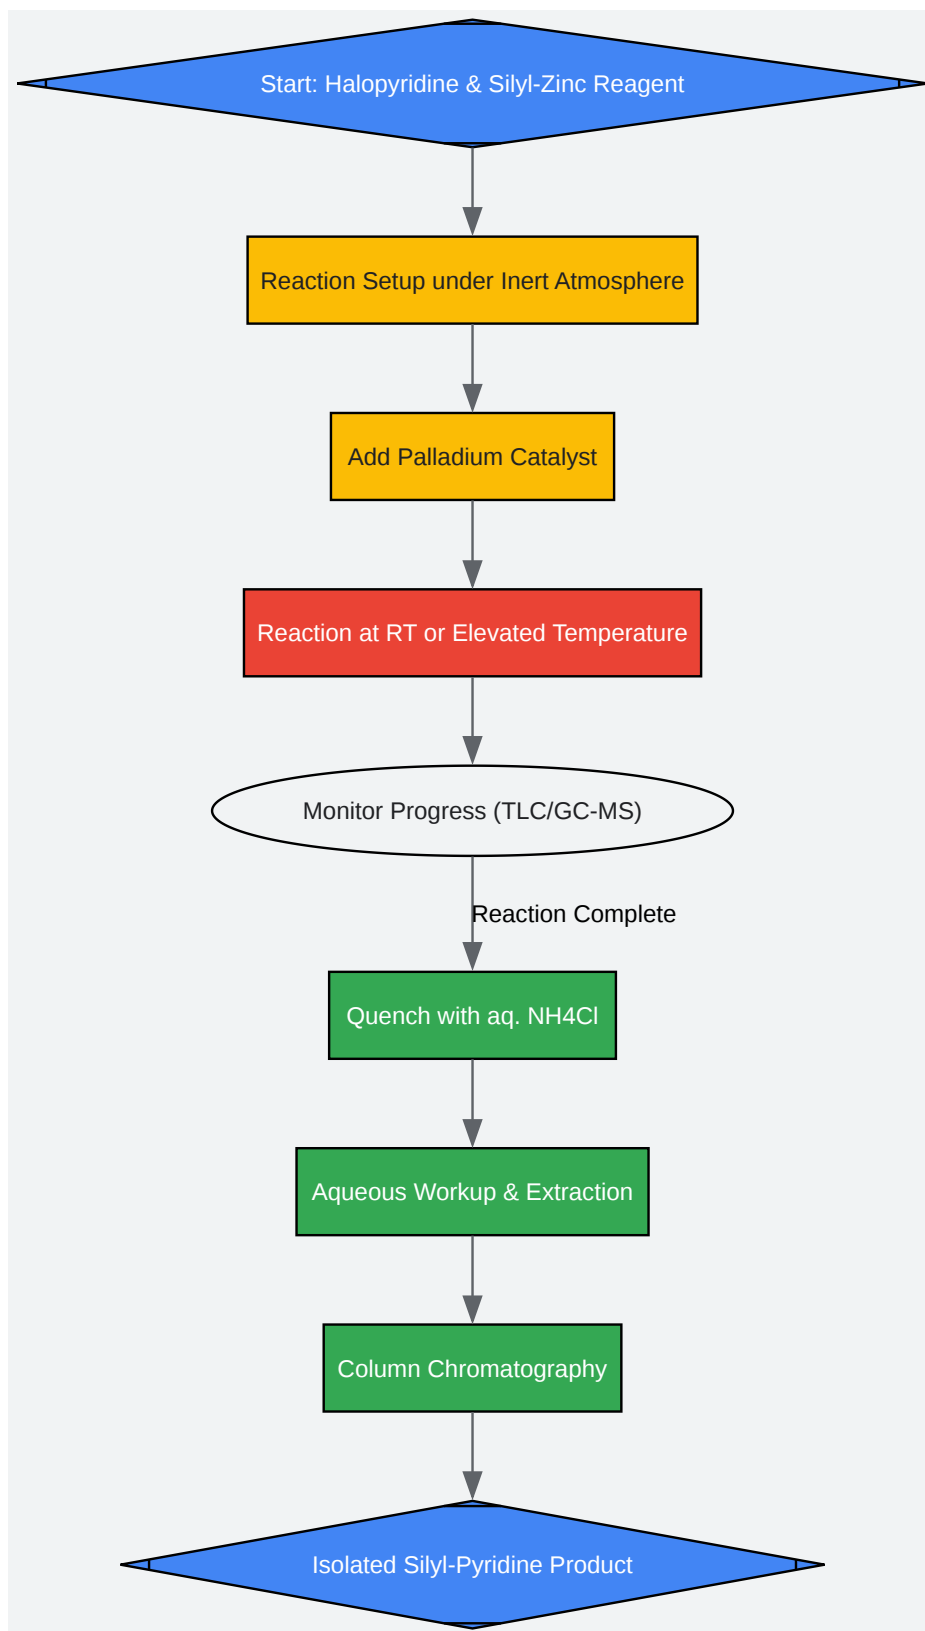 Start: Halopyridine & Silyl-Zinc Reagent
Reaction Setup under Inert Atmosphere
Add Palladium Catalyst
Reaction at RT or Elevated Temperature
Monitor Progress (TLC/GC-MS)
Reaction Complete
Quench with aq. NH4Cl
Aqueous Workup & Extraction
Column Chromatography
Isolated Silyl-Pyridine Product